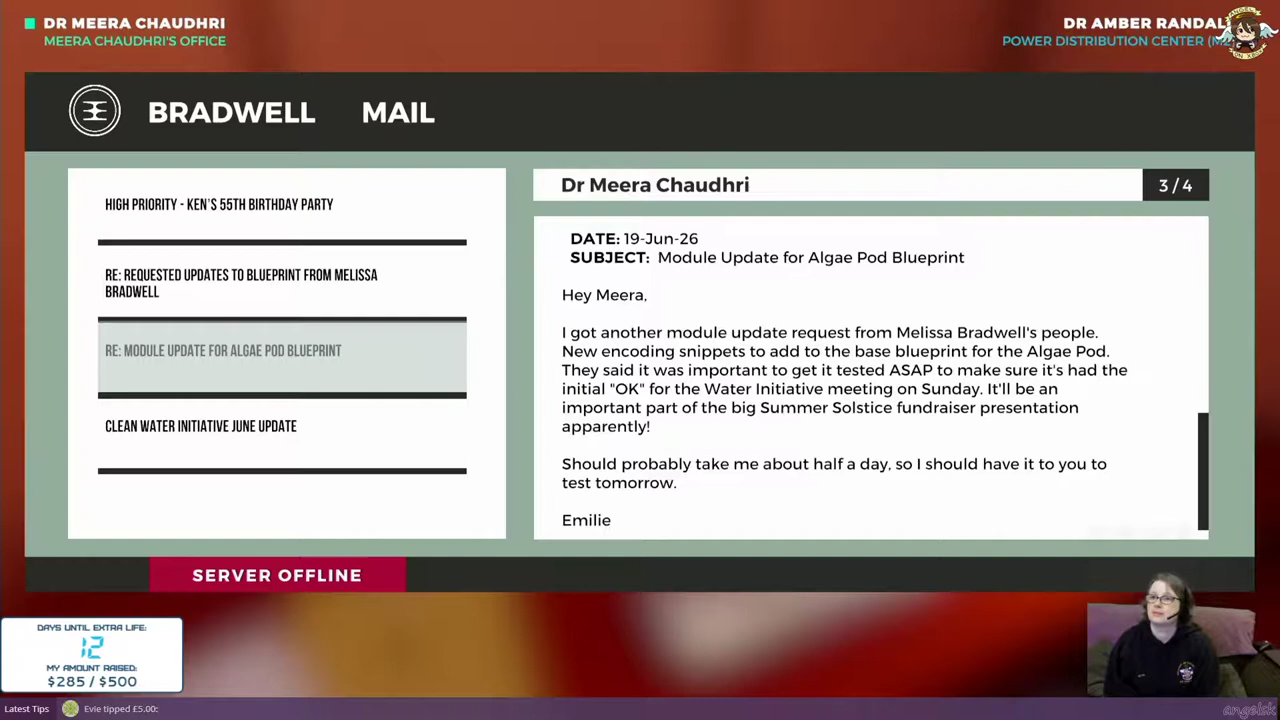 DR MEERA CHAUDHRI
MEERA CHAUDHRI'S OFFICE
DR AMBER RANDAL
POWER DISTRIBUTION CENTER
ANGEL
ON XBOX
BRADWELL MAIL
HIGH PRIORITY - KEN'S 55TH BIRTHDAY PARTY
RE: REQUESTED UPDATES TO BLUEPRINT FROM MELISSA
BRADWELL
RE: MODULE UPDATE FOR ALGAE POD BLUEPRINT
CLEAN WATER INITIATIVE JUNE UPDATE
Dr Meera Chaudhri
3 / 4
DATE: 19-Jun-26
SUBJECT: Module Update for Algae Pod Blueprint
Hey Meera,
I got another module update request from Melissa Bradwell's people.
New encoding snippets to add to the base blueprint for the Algae Pod.
They said it was important to get it tested ASAP to make sure it's had the
initial "OK" for the Water Initiative meeting on Sunday. It'll be an
important part of the big Summer Solstice fundraiser presentation
apparently!
Should probably take me about half a day, so I should have it to you to
test tomorrow.
Emilie
SERVER OFFLINE
DAYS UNTIL EXTRA LIFE:
12
MY AMOUNT RAISED:
$285 / $500
Latest Tips
Evie tipped £5.00:
angelsk